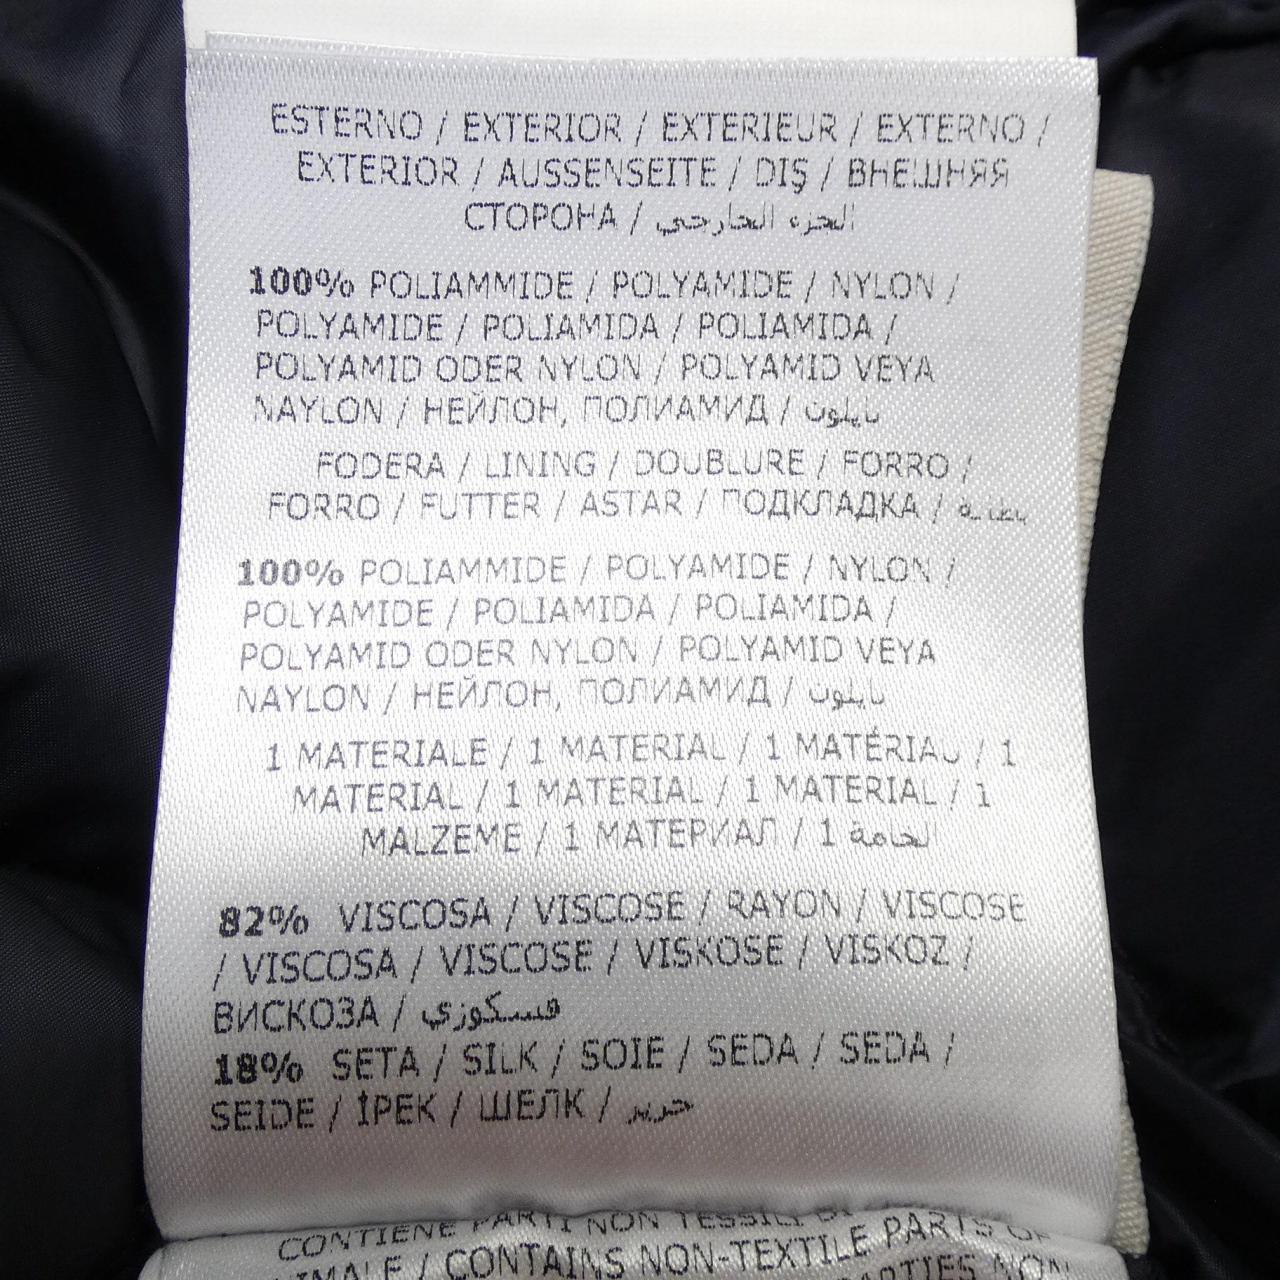 ESTERNO / EXTERIOR / EXTERIEUR / EXTERNO /
EXTERIOR / AUSSENSEITE / DIŞ / ВНЕШНЯЯ
СТОРОНА / الجزء الخارجي
100% POLIAMMIDE / POLYAMIDE / NYLON /
POLYAMIDE / POLIAMIDA / POLIAMIDA /
POLYAMID ODER NYLON / POLYAMID VEYA
NAYLON / НЕЙЛОН, ПОЛИАМИД / نايلون
FODERA / LINING / DOUBLURE / FORRO /
FORRO / FUTTER / ASTAR / ПОДКЛАДКА / بطانة
100% POLIAMMIDE / POLYAMIDE / NYLON /
POLYAMIDE / POLIAMIDA / POLIAMIDA /
POLYAMID ODER NYLON / POLYAMID VEYA
NAYLON / НЕЙЛОН, ПОЛИАМИД / نايلون
1 MATERIALE / 1 MATERIAL / 1 MATÉRIAU / 1
MATERIAL / 1 MATERIAL / 1 MATERIAL / 1
MALZEME / 1 МАТЕРИАЛ / 1 الخامة
82% VISCOSA / VISCOSE / RAYON / VISCOSE
/ VISCOSA / VISCOSE / VISKOSE / VISKOZ /
ВИСКОЗА / فسكوزي
18% SETA / SILK / SOIE / SEDA / SEDA /
SEIDE / İPEK / ШЕЛК / حرير
CONTIENE PARTI NON TESSILI DI
/ CONTAINS NON-TEXTILE PARTS OF
PARTIES NON